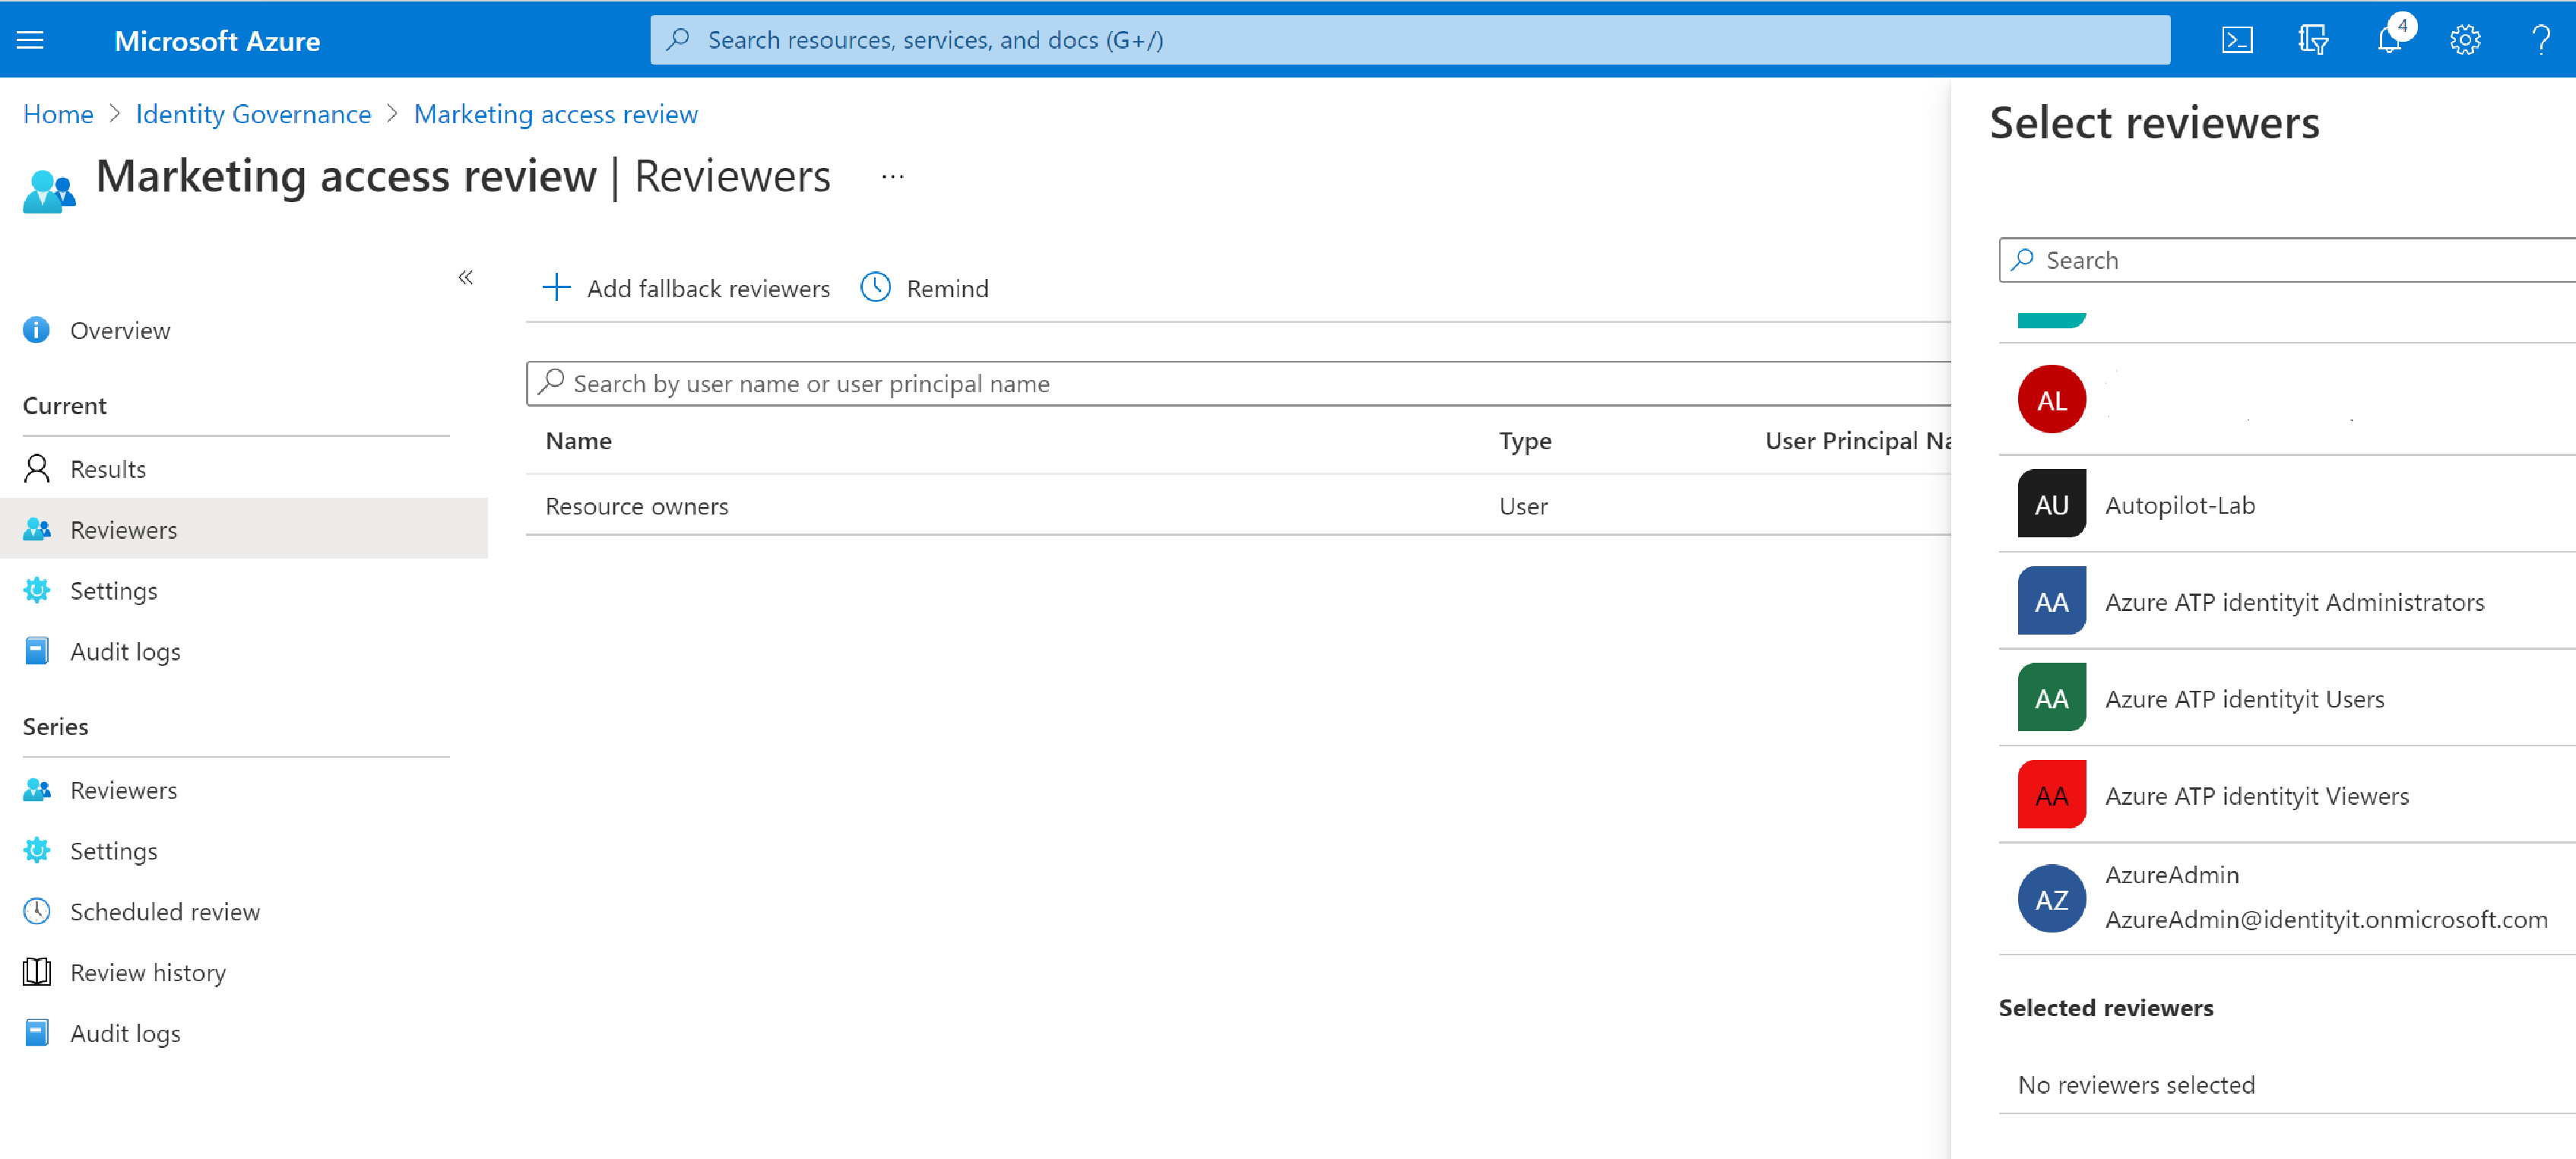 Microsoft Azure
Search resources, services, and docs (G+/)
4
Home > Identity Governance > Marketing access review
Marketing access review | Reviewers ...
Overview
Current
Results
Reviewers
Settings
Audit logs
Series
Reviewers
Settings
Scheduled review
Review history
Audit logs
Add fallback reviewers Remind
Search by user name or user principal name
Name Type User Principal Na
Resource owners User
Select reviewers
Search
AL
AU Autopilot-Lab
AA Azure ATP identityit Administrators
AA Azure ATP identityit Users
AA Azure ATP identityit Viewers
AZ AzureAdmin
AzureAdmin@identityit.onmicrosoft.com
Selected reviewers
No reviewers selected